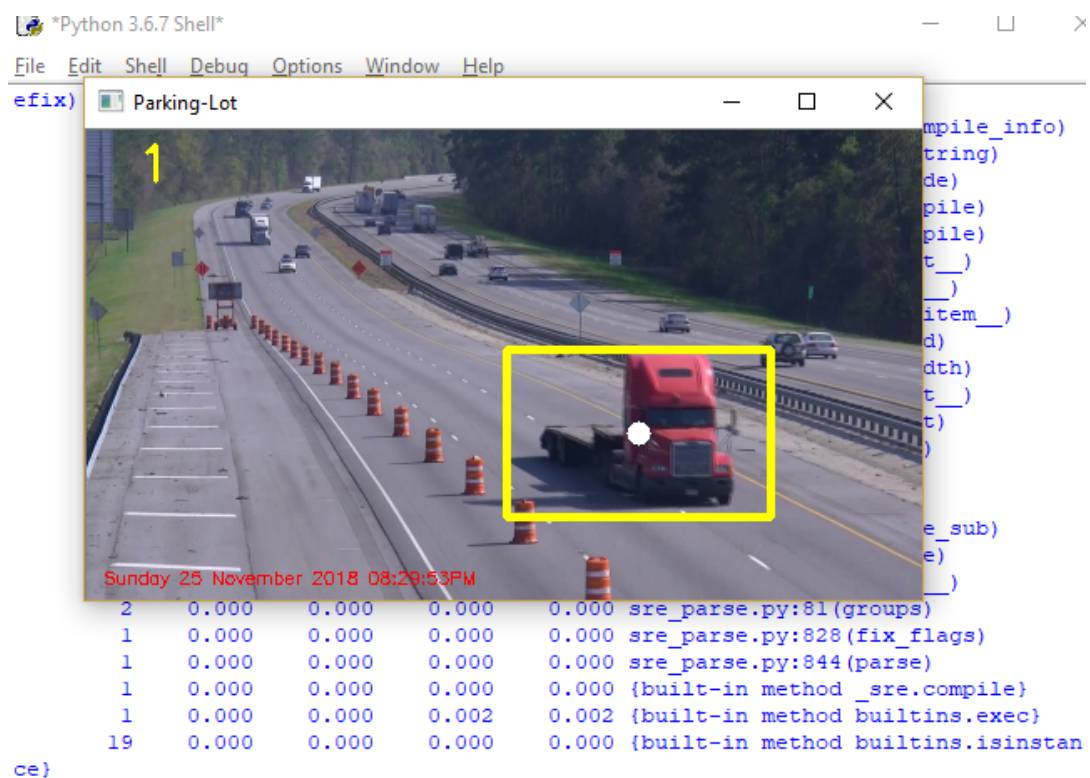 *Python 3.6.7 Shell*
File Edit Shell Debug Options Window Help
efix)
Parking-Lot
mpile_info)
tring)
de)
pile)
pile)
t__)
__)
item__)
d)
dth)
t__)
t)
)
e_sub)
e)
__)
1
Sunday 25 November 2018 08:29:53PM
2 0.000 0.000 0.000 0.000 sre_parse.py:81(groups)
1 0.000 0.000 0.000 0.000 sre_parse.py:828(fix_flags)
1 0.000 0.000 0.000 0.000 sre_parse.py:844(parse)
1 0.000 0.000 0.000 0.000 {built-in method _sre.compile}
1 0.000 0.000 0.002 0.002 {built-in method builtins.exec}
19 0.000 0.000 0.000 0.000 {built-in method builtins.isinstan
ce}